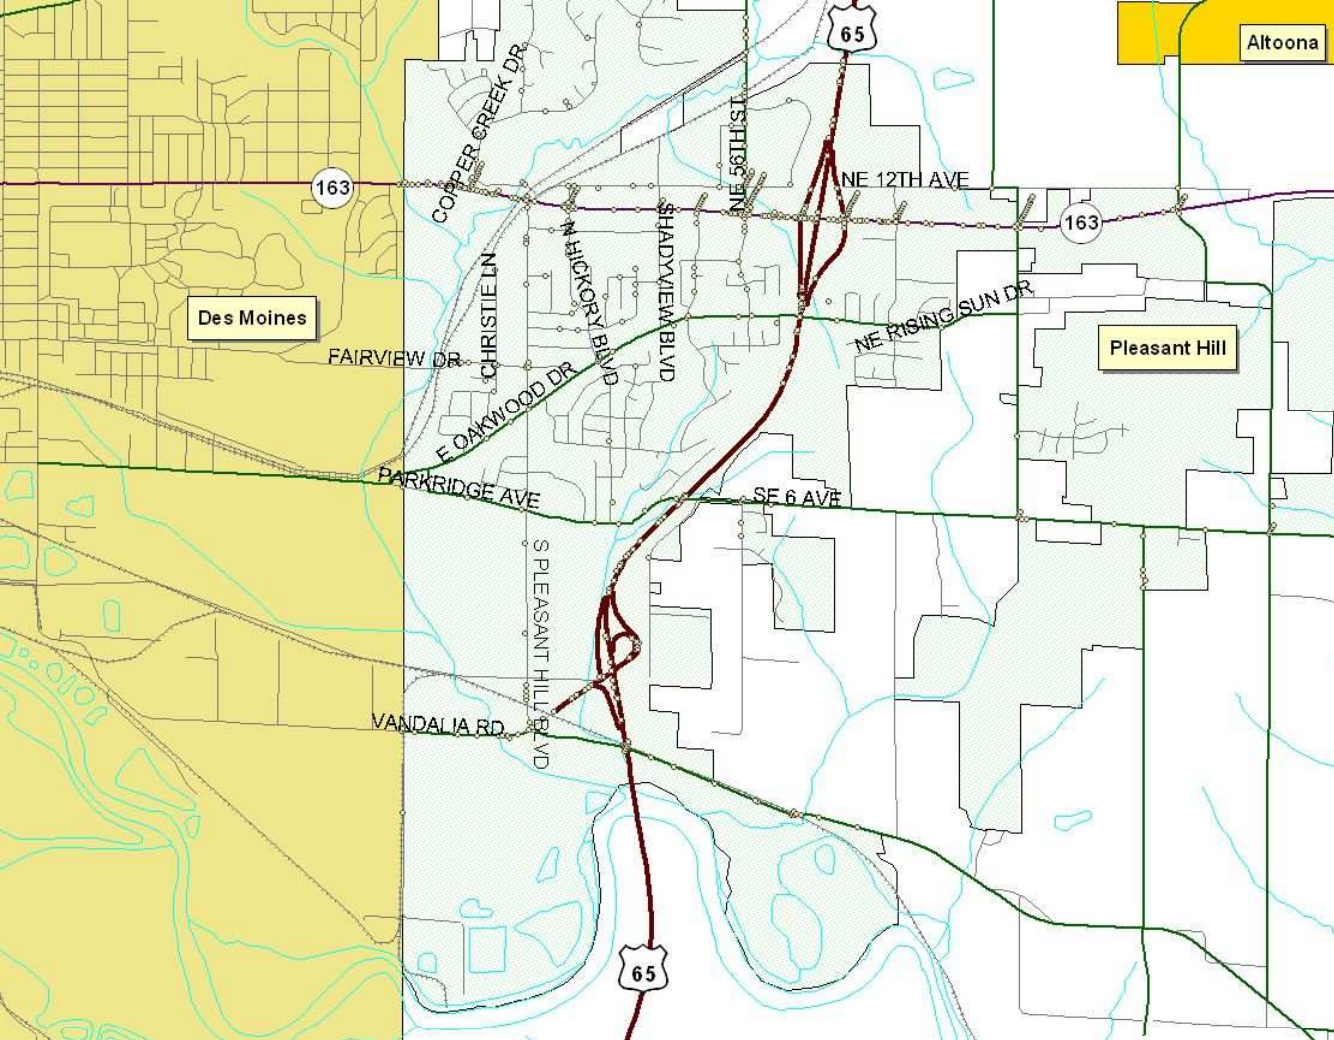 65
Altoona
COPPER CREEK DR
NE 56TH ST
163
NE 12TH AVE
163
SHADYVIEW BLVD
N HICKORY BLVD
CHRISTIE LN
Des Moines
NE RISING SUN DR
Pleasant Hill
FAIRVIEW DR
E OAKWOOD DR
PARKRIDGE AVE
SE 6 AVE
S PLEASANT HILL BLVD
VANDALIA RD
65